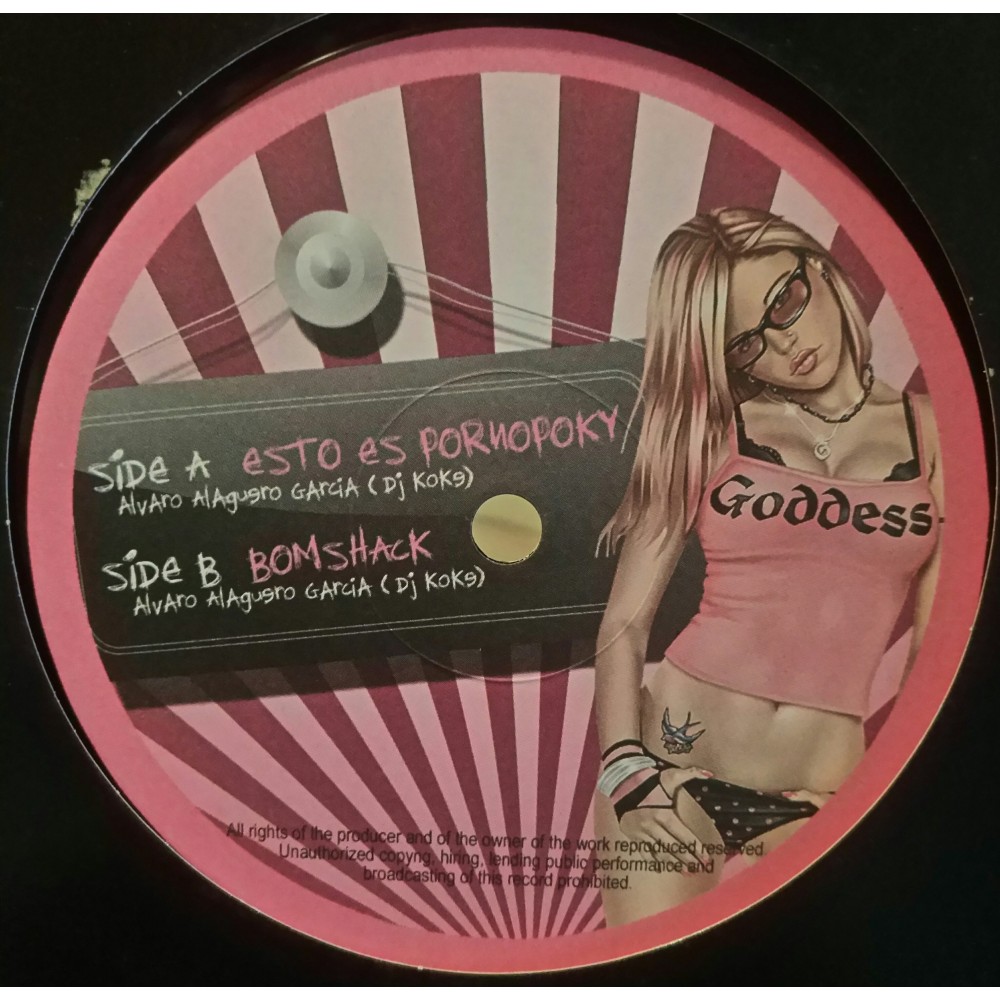 Side A Esto es Pornopoky
Alvaro Alaguero Garcia (Dj Koke)
Side B Bomshack
Alvaro Alaguero Garcia (Dj Koke)
Goddess
All rights of the producer and of the owner of the work reproduced reserved
Unauthorized copyng, hiring, lending public performance and
broadcasting of this record prohibited.